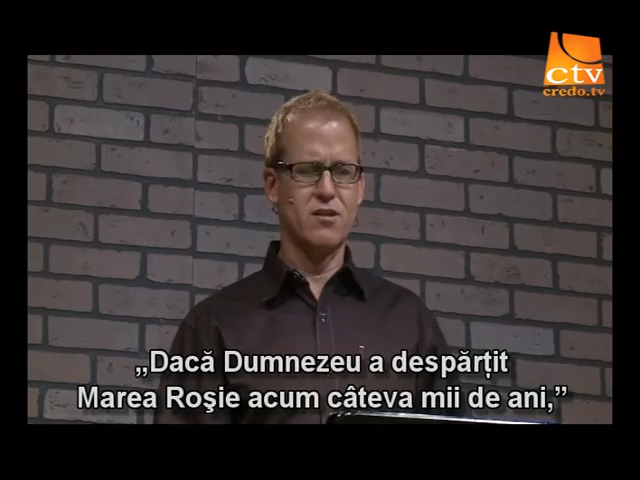 ctv
credo.tv
„Dacă Dumnezeu a despărțit
Marea Roşie acum câteva mii de ani,”